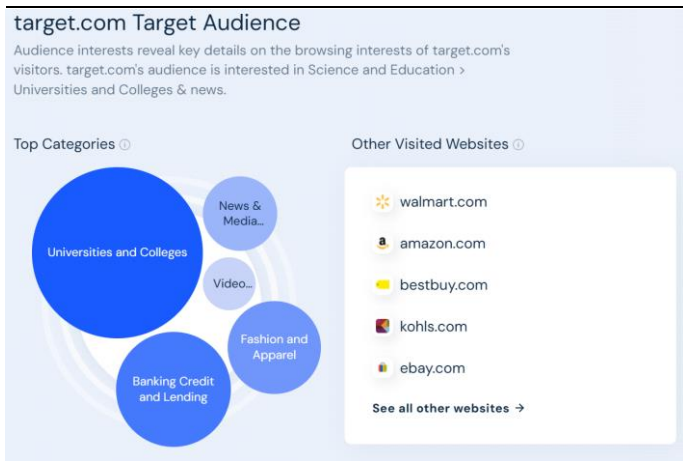 target.com Target Audience
Audience interests reveal key details on the browsing interests of target.com's
visitors. target.com's audience is interested in Science and Education >
Universities and Colleges & news.
Top Categories
Other Visited Websites
News &
Media...
Universities and Colleges
Video...
Fashion and
Apparel
Banking Credit
and Lending
walmart.com
amazon.com
bestbuy.com
kohls.com
ebay.com
See all other websites →